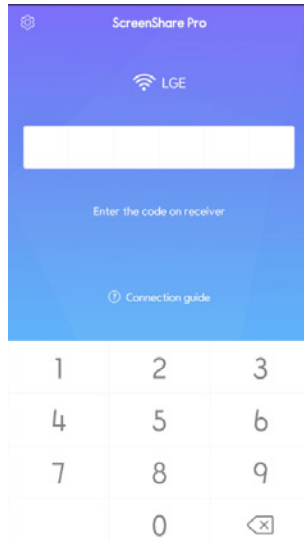 ScreenShare Pro
LGE
Enter the code on receiver
? Connection guide
1 2 3
4 5 6
7 8 9
0